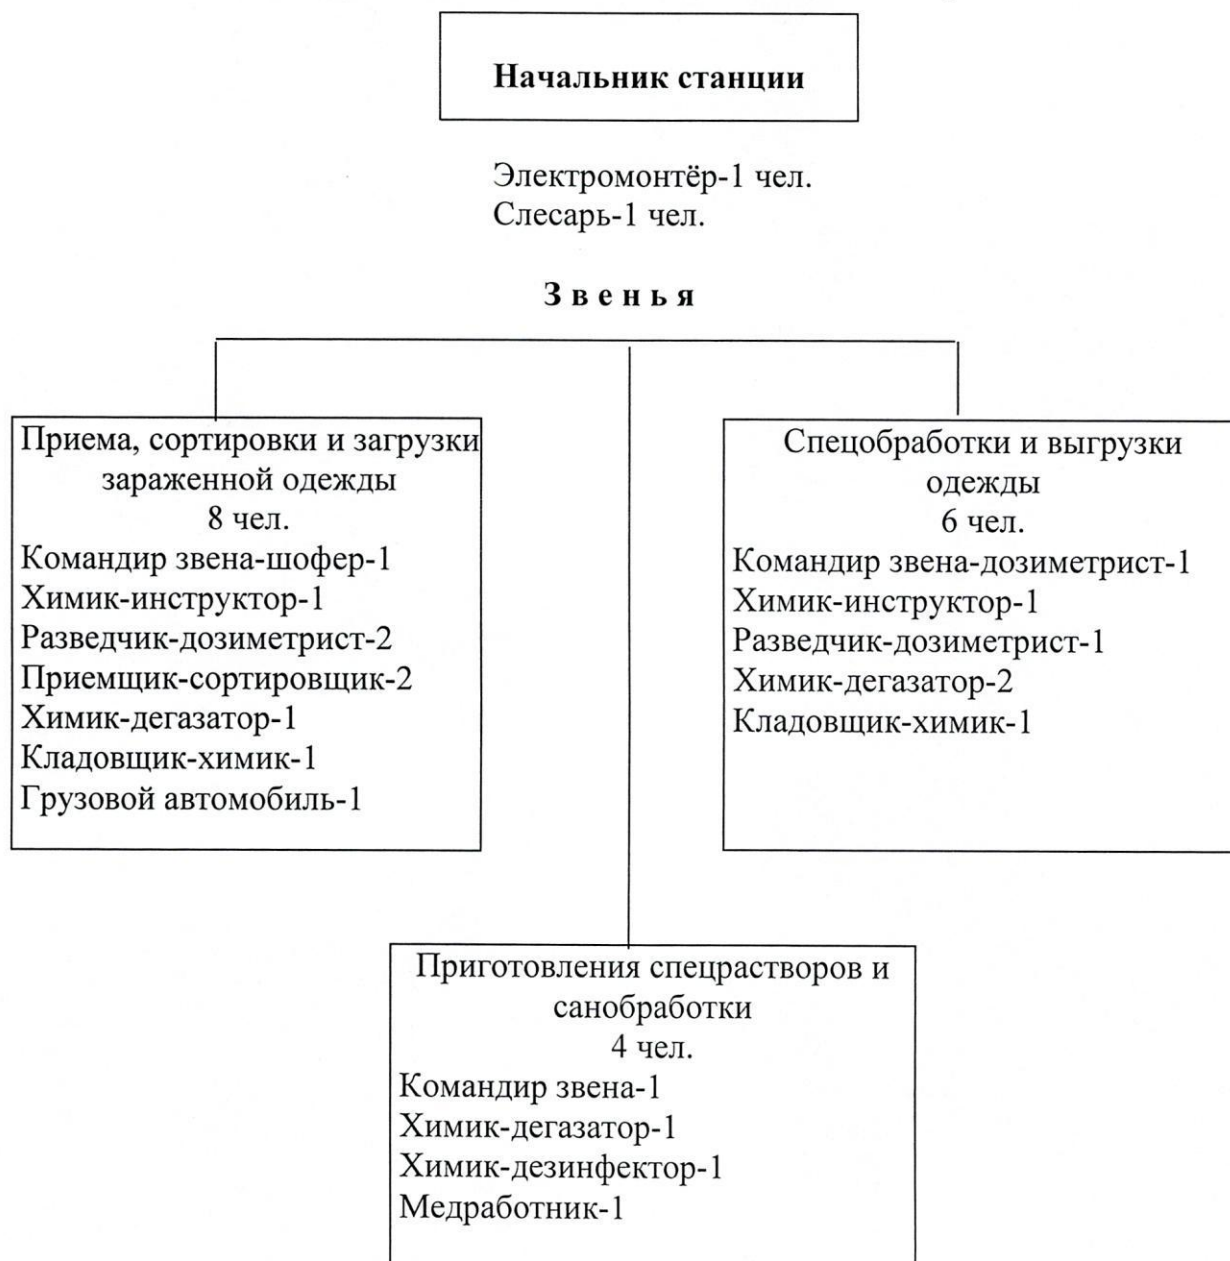 Начальник станции
Электромонтёр-1 чел.
Слесарь-1 чел.
З в е н ь я
Приема, сортировки и загрузки
зараженной одежды
8 чел.
Командир звена-шофер-1
Химик-инструктор-1
Разведчик-дозиметрист-2
Приемщик-сортировщик-2
Химик-дегазатор-1
Кладовщик-химик-1
Грузовой автомобиль-1
Спецобработки и выгрузки
одежды
6 чел.
Командир звена-дозиметрист-1
Химик-инструктор-1
Разведчик-дозиметрист-1
Химик-дегазатор-2
Кладовщик-химик-1
Приготовления спецрастворов и
санобработки
4 чел.
Командир звена-1
Химик-дегазатор-1
Химик-дезинфектор-1
Медработник-1